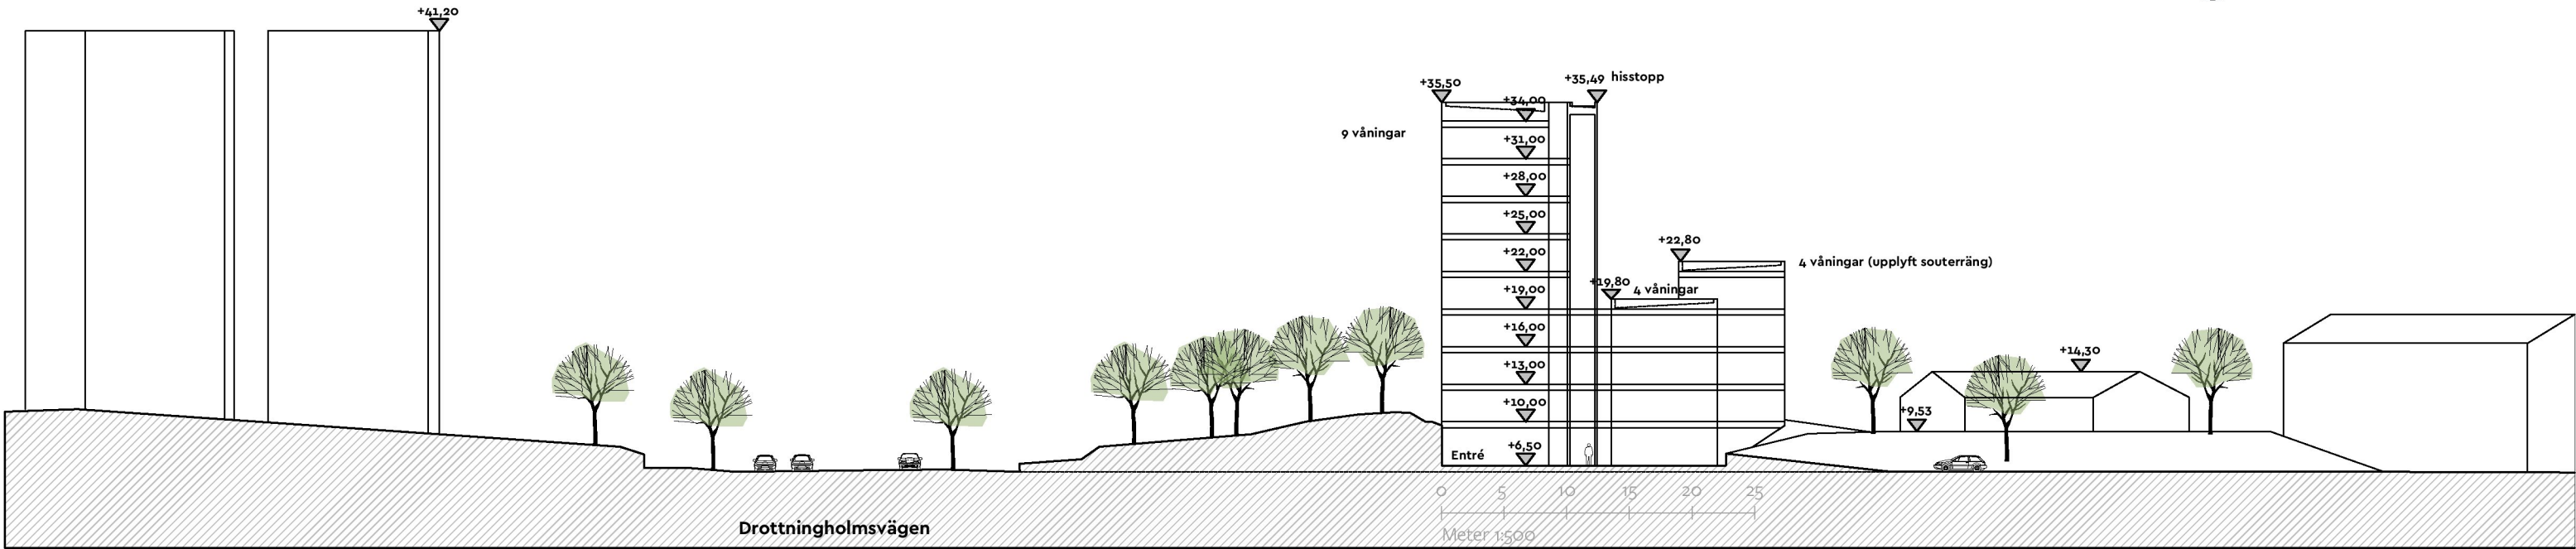 +41,20
+35,50
+35,49 hisstopp
+34,00
9 våningar
+31,00
+28,00
+25,00
+22,00
+22,80
4 våningar (upplyft souterräng)
+19,80
4 våningar
+19,00
+16,00
+13,00
+14,30
+10,00
+9,53
+6,50
Entré
0 5 10 15 20 25
Meter 1:500
Drottningholmsvägen